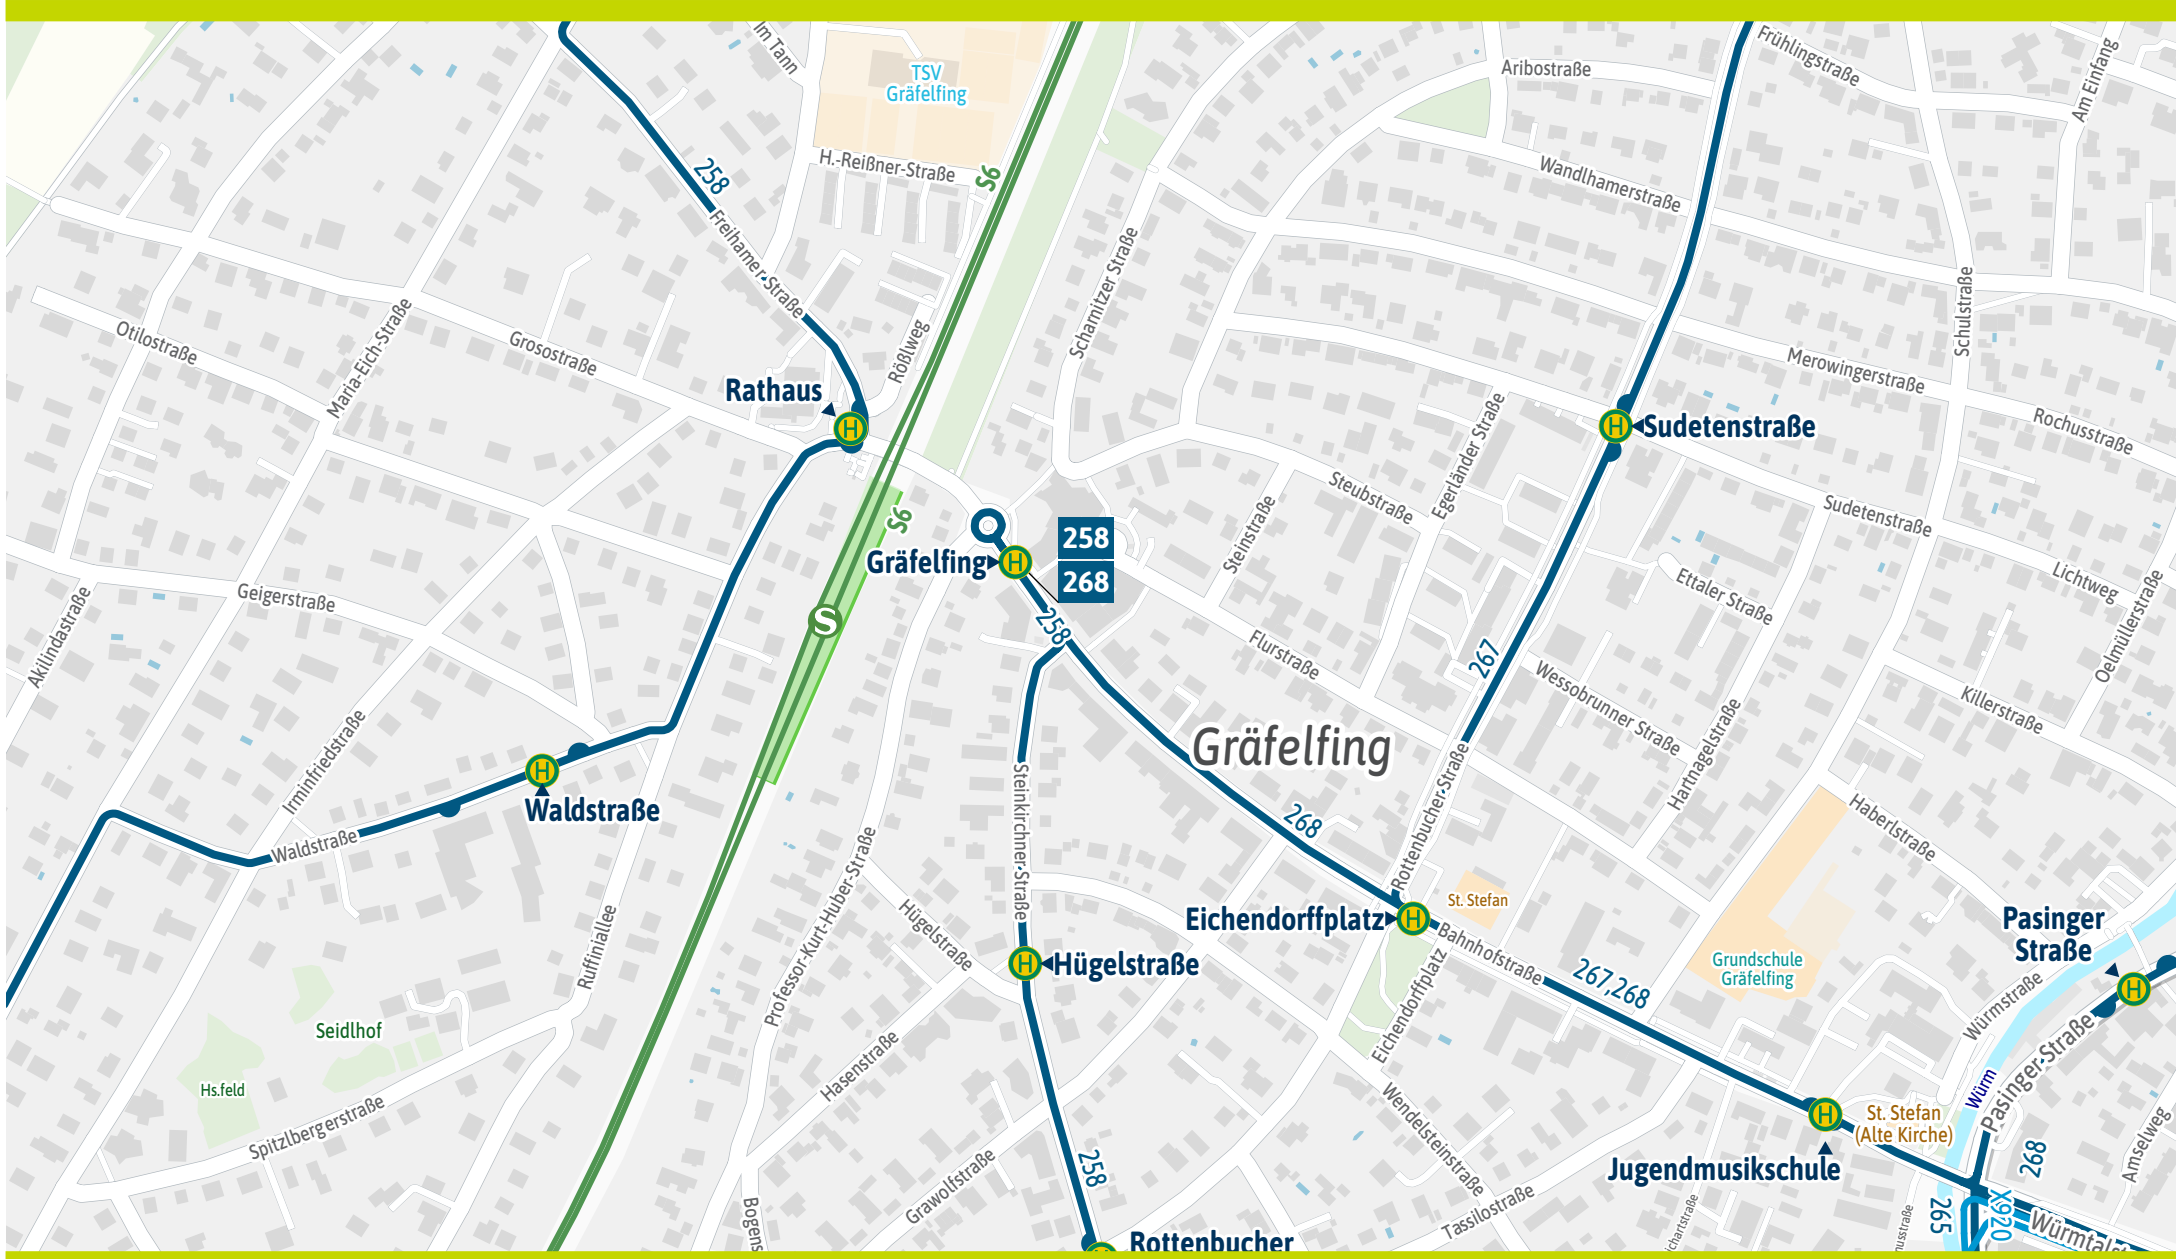 Im Tann
TSV
Gräfelfing
Aribostraße
Frühlingstraße
Am Einfang
258
H.-Reißner-Straße
S6
Wandlhamerstraße
Freihamer-Straße
Scharnitzer Straße
Schulstraße
Otilostraße
Maria-Eich-Straße
Grosostraße
Rößlweg
Merowingerstraße
Rochusstraße
Rathaus
H
H
Sudetenstraße
Egerländer Straße
Steubstraße
Sudetenstraße
S6
Steinstraße
258
268
Gräfelfing
H
Ettaler Straße
Lichtweg
Oelmüllerstraße
Geigerstraße
Akilindastraße
S
258
Flurstraße
267
Wessobrunner Straße
Killerstraße
Gräfelfing
Hartnagelstraße
Irminfriedstraße
H
Waldstraße
Waldstraße
Steinkirchner-Straße
268
Rottenbucher-Straße
Haberlstraße
Professor-Kurt-Huber-Straße
St. Stefan
Eichendorffplatz
H
Hügelstraße
Bahnhofstraße
Pasinger
Straße
Ruffiniallee
H
Hügelstraße
Grundschule
Gräfelfing
267,268
H
Würmstraße
Eichendorffplatz
Seidlhof
Hasenstraße
Pasinger-Straße
Hs.feld
Würm
Wendelsteinstraße
Spitzlbergerstraße
H
St. Stefan
(Alte Kirche)
Jugendmusikschule
268
Amselweg
258
Grawolfstraße
Tassilostraße
Bogens
ichartstraße
nusstraße
265
X920
Würmtalst
H
Rottenbucher